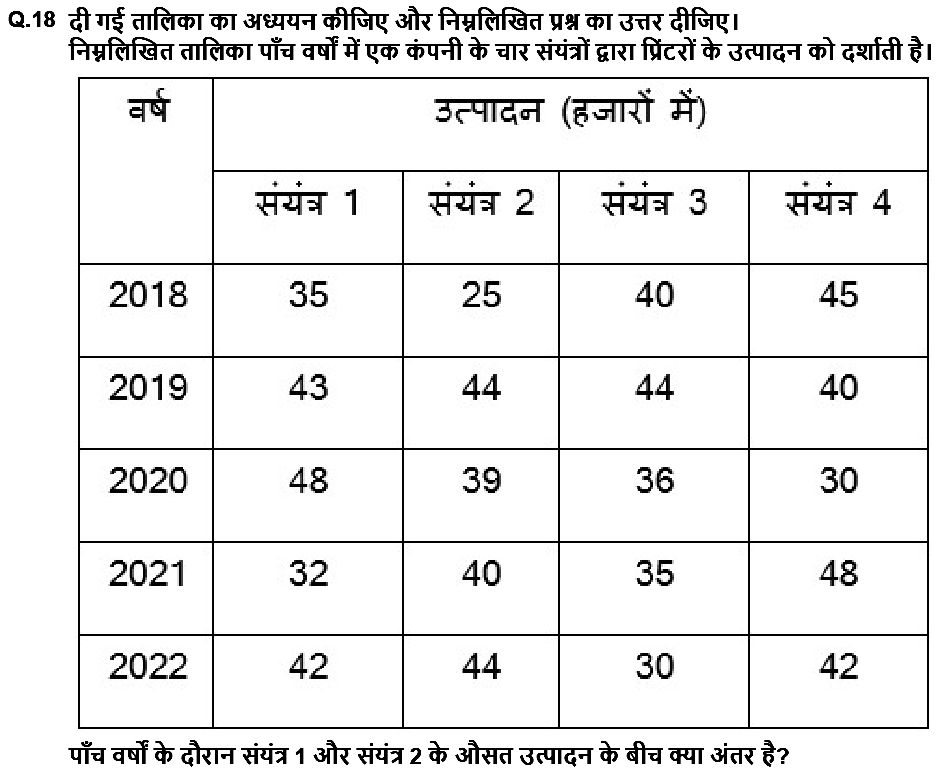 Q.18 दी गई तालिका का अध्ययन कीजिए और निम्नलिखित प्रश्न का उत्तर दीजिए।
निम्नलिखित तालिका पाँच वर्षों में एक कंपनी के चार संयंत्रों द्वारा प्रिंटरों के उत्पादन को दर्शाती है।
वर्ष उत्पादन (हजारों में)
संयंत्र 1 संयंत्र 2 संयंत्र 3 संयंत्र 4
2018 35 25 40 45
2019 43 44 44 40
2020 48 39 36 30
2021 32 40 35 48
2022 42 44 30 42
पाँच वर्षों के दौरान संयंत्र 1 और संयंत्र 2 के औसत उत्पादन के बीच क्या अंतर है?